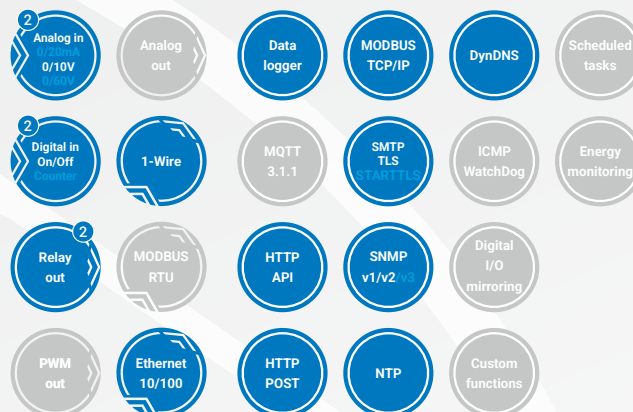 2
Analog in
0/20mA
0/10V
0/60V
Analog
out
Data
logger
MODBUS
TCP/IP
DynDNS
Scheduled
tasks
2
Digital in
On/Off
Counter
1-Wire
MQTT
3.1.1
SMTP
TLS
STARTTLS
ICMP
WatchDog
Energy
monitoring
2
Relay
out
MODBUS
RTU
HTTP
API
SNMP
v1/v2/v3
Digital
I/O
mirroring
PWM
out
Ethernet
10/100
HTTP
POST
NTP
Custom
functions